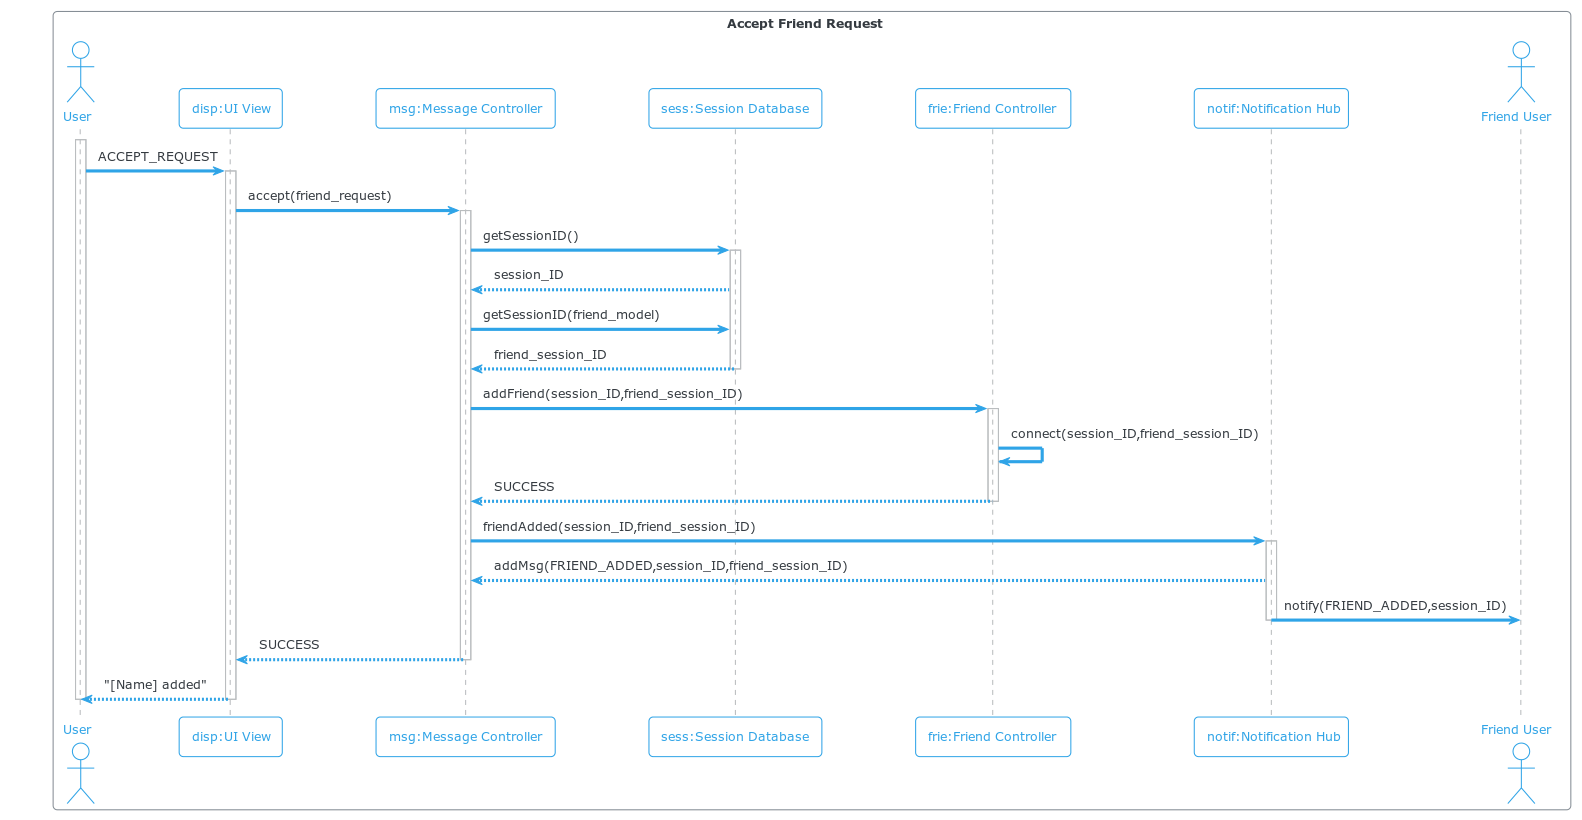 Accept Friend Request
User
disp:UI View
msg:Message Controller
sess:Session Database
frie:Friend Controller
notif:Notification Hub
Friend User
ACCEPT_REQUEST
accept(friend_request)
getSessionID()
session_ID
getSessionID(friend_model)
friend_session_ID
addFriend(session_ID,friend_session_ID)
connect(session_ID,friend_session_ID)
SUCCESS
friendAdded(session_ID,friend_session_ID)
addMsg(FRIEND_ADDED,session_ID,friend_session_ID)
notify(FRIEND_ADDED,session_ID)
SUCCESS
"[Name] added"
User
disp:UI View
msg:Message Controller
sess:Session Database
frie:Friend Controller
notif:Notification Hub
Friend User